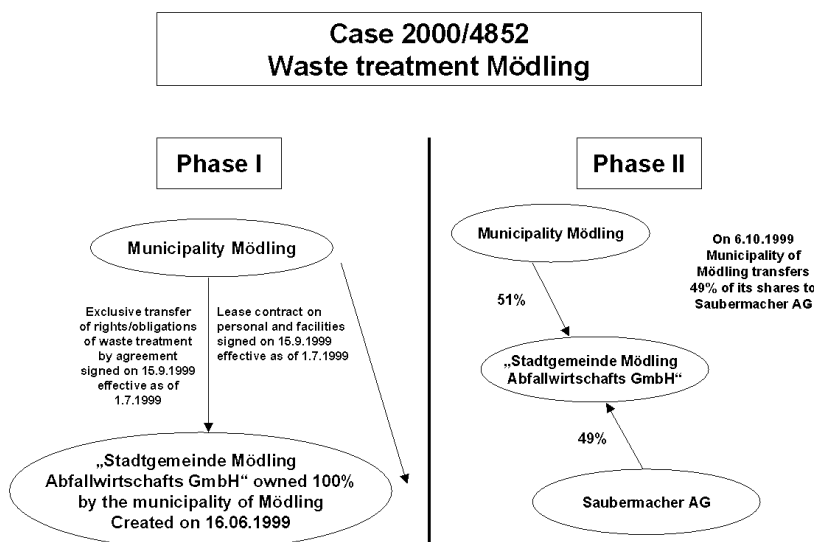 Case 2000/4852
Waste treatment Mödling
Phase I
Municipality Mödling
Exclusive transfer
of rights/obligations
of waste treatment
by agreement
signed on 15.9.1999
effective as of
1.7.1999
Lease contract on
personal and facilities
signed on 15.9.1999
effective as of 1.7.1999
„Stadtgemeinde Mödling
Abfallwirtschafts GmbH“ owned 100%
by the municipality of Mödling
Created on 16.06.1999
Phase II
Municipality Mödling
On 6.10.1999
Municipality of
Mödling transfers
49% of its shares to
Saubermacher AG
51%
„Stadtgemeinde Mödling
Abfallwirtschafts GmbH“
49%
Saubermacher AG